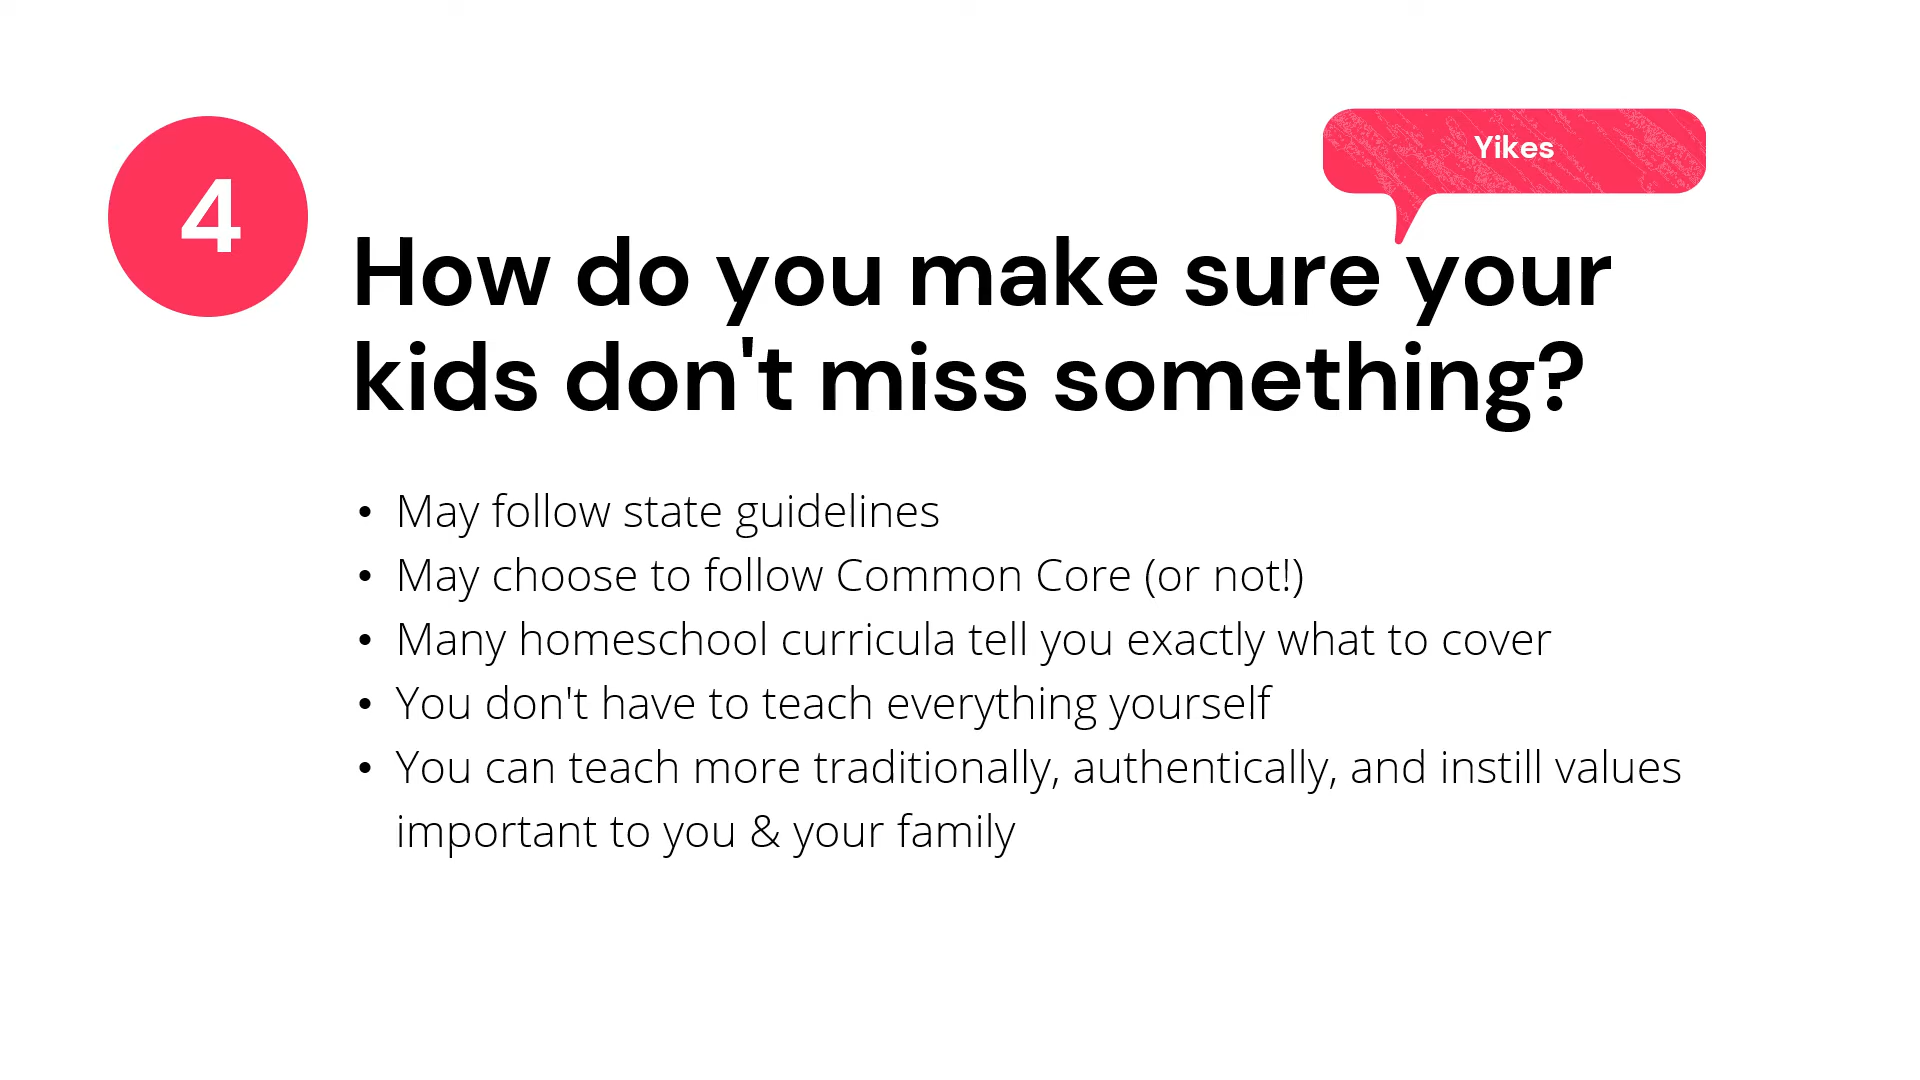 4
Yikes
How do you make sure your
kids don't miss something?
• May follow state guidelines
• May choose to follow Common Core (or not!)
• Many homeschool curricula tell you exactly what to cover
• You don't have to teach everything yourself
• You can teach more traditionally, authentically, and instill values
important to you & your family